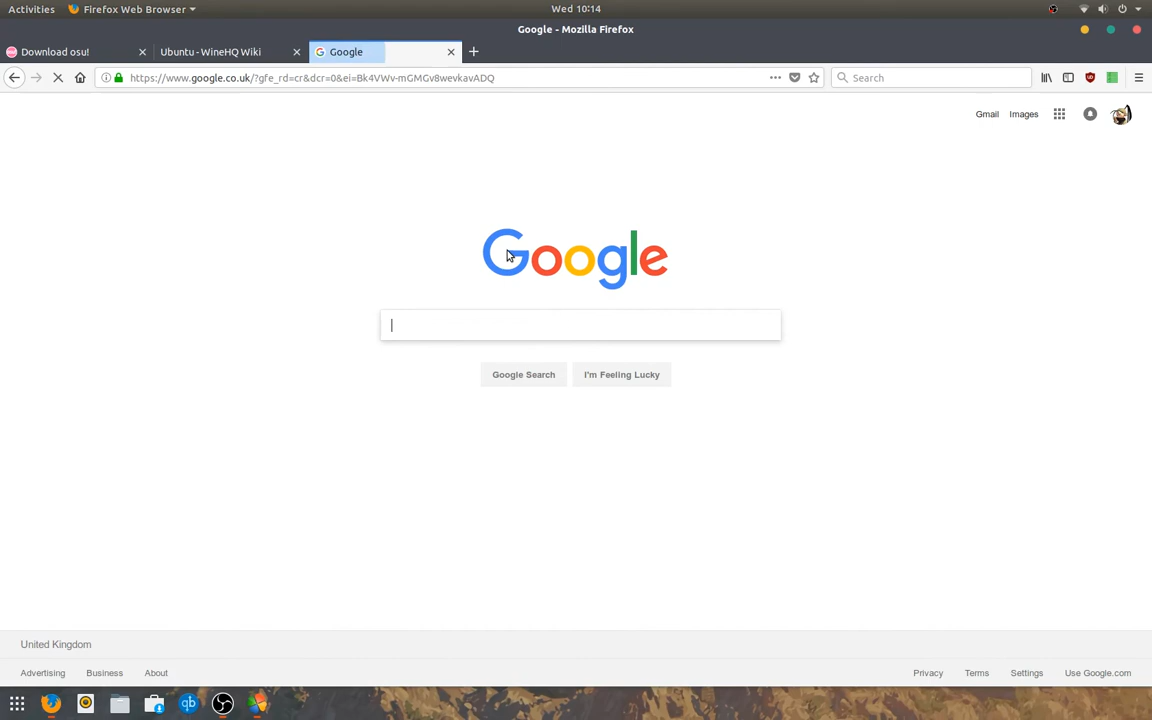 Activities Firefox Web Browser Wed 10:14
Google - Mozilla Firefox
Download osu! Ubuntu - WineHQ Wiki Google
https://www.google.co.uk/?gfe_rd=cr&dcr=0&ei=Bk4VWv-mGMGv8wevkavADQ Search
Gmail Images
Google
Google Search I'm Feeling Lucky
United Kingdom
Advertising Business About Privacy Terms Settings Use Google.com
qb